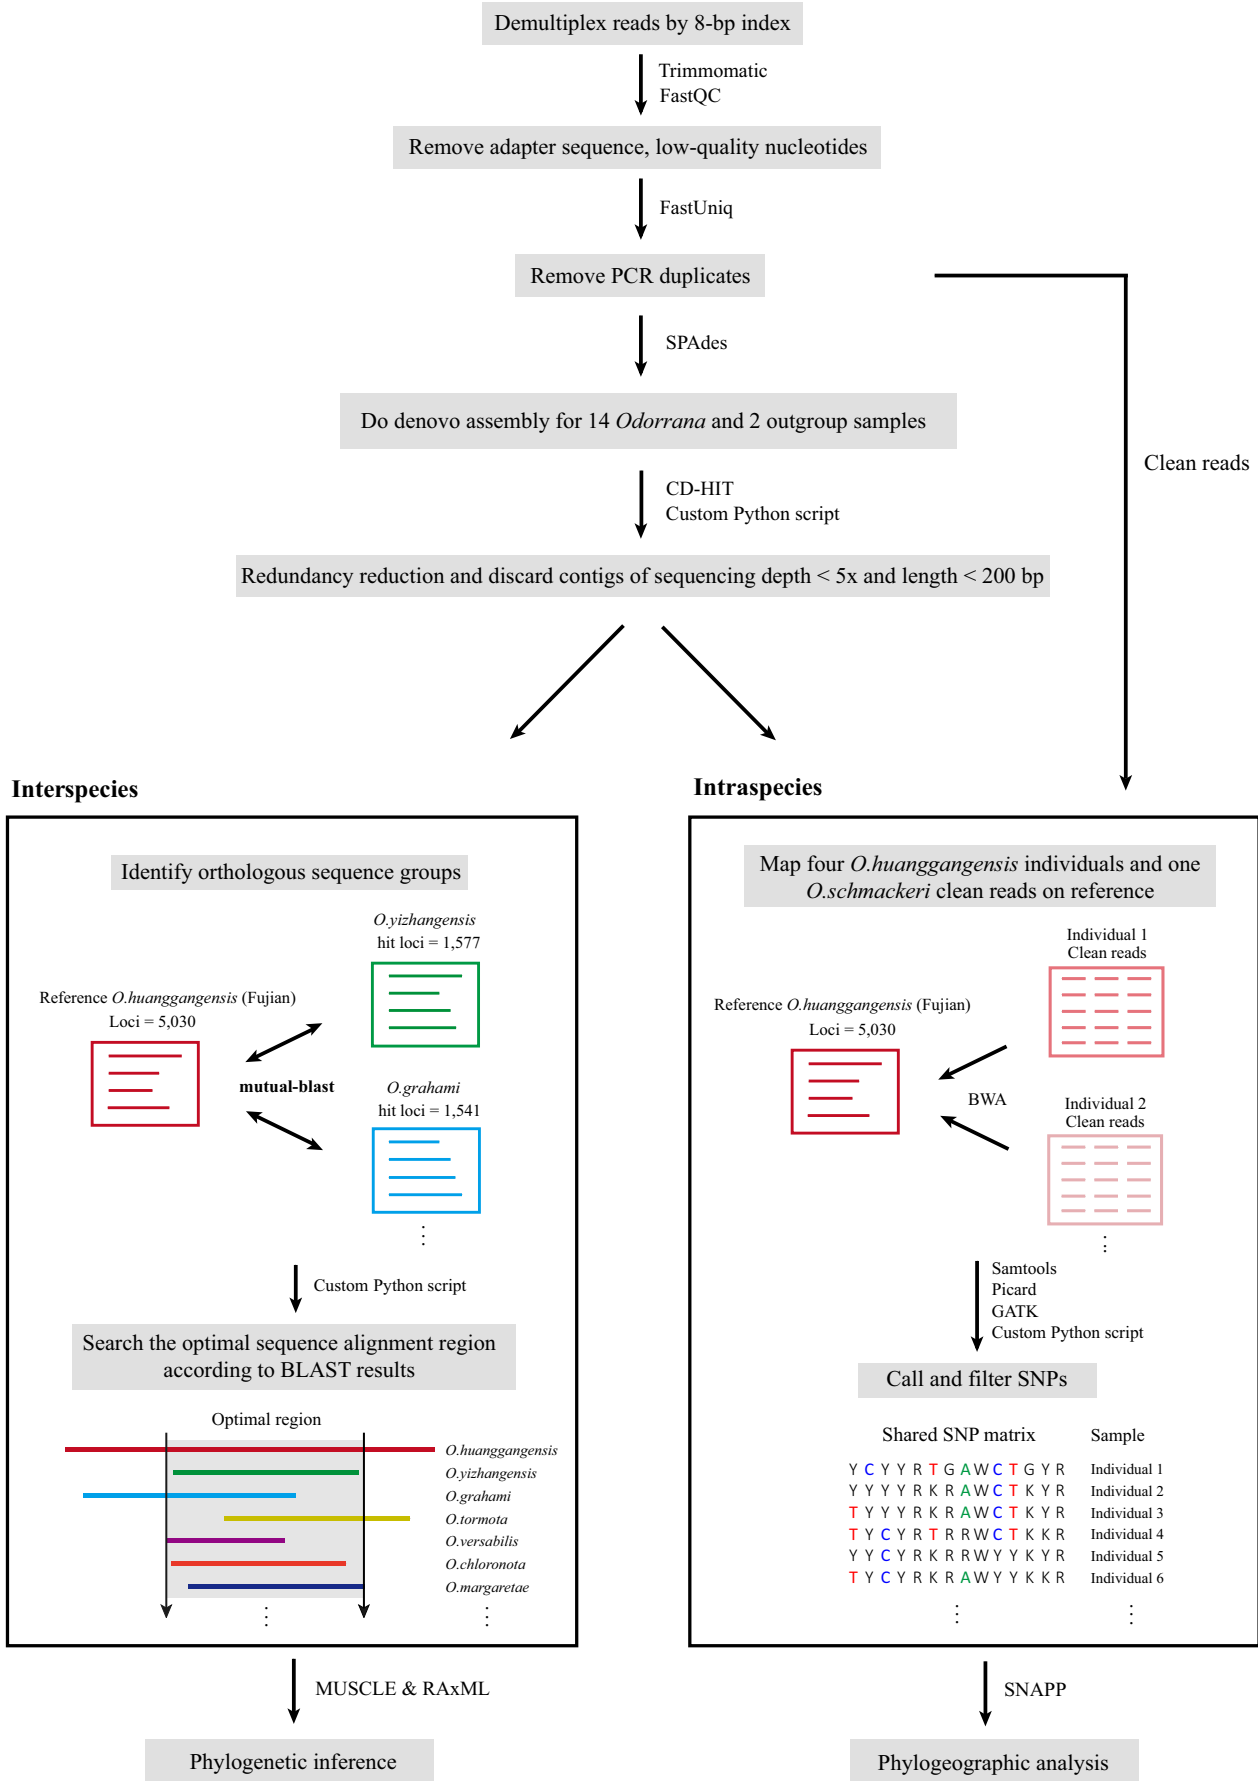 Demultiplex reads by 8-bp index
Trimmomatic
FastQC
Remove adapter sequence, low-quality nucleotides
FastUniq
Remove PCR duplicates
SPAdes
Do denovo assembly for 14 Odorrana and 2 outgroup samples
Clean reads
CD-HIT
Custom Python script
Redundancy reduction and discard contigs of sequencing depth < 5x and length < 200 bp
Interspecies
Identify orthologous sequence groups
O.yizhangensis
hit loci = 1,577
Reference O.huanggangensis (Fujian)
Loci = 5,030
mutual-blast
O.grahami
hit loci = 1,541
⋮
Custom Python script
Search the optimal sequence alignment region
according to BLAST results
Optimal region
O.huanggangensis
O.yizhangensis
O.grahami
O.tormota
O.versabilis
O.chloronota
O.margaretae
⋮ ⋮
MUSCLE & RAxML
Phylogenetic inference
Intraspecies
Map four O.huanggangensis individuals and one
O.schmackeri clean reads on reference
Individual 1
Clean reads
Reference O.huanggangensis (Fujian)
Loci = 5,030
BWA
Individual 2
Clean reads
⋮
Samtools
Picard
GATK
Custom Python script
Call and filter SNPs
Shared SNP matrix Sample
Y C Y Y R T G A W C T G Y R Individual 1
Y Y Y Y R K R A W C T K Y R Individual 2
T Y Y Y R K R A W C T K Y R Individual 3
T Y C Y R T R R W C T K K R Individual 4
Y Y C Y R K R R W Y Y K Y R Individual 5
T Y C Y R K R A W Y Y K K R Individual 6
⋮ ⋮
SNAPP
Phylogeographic analysis